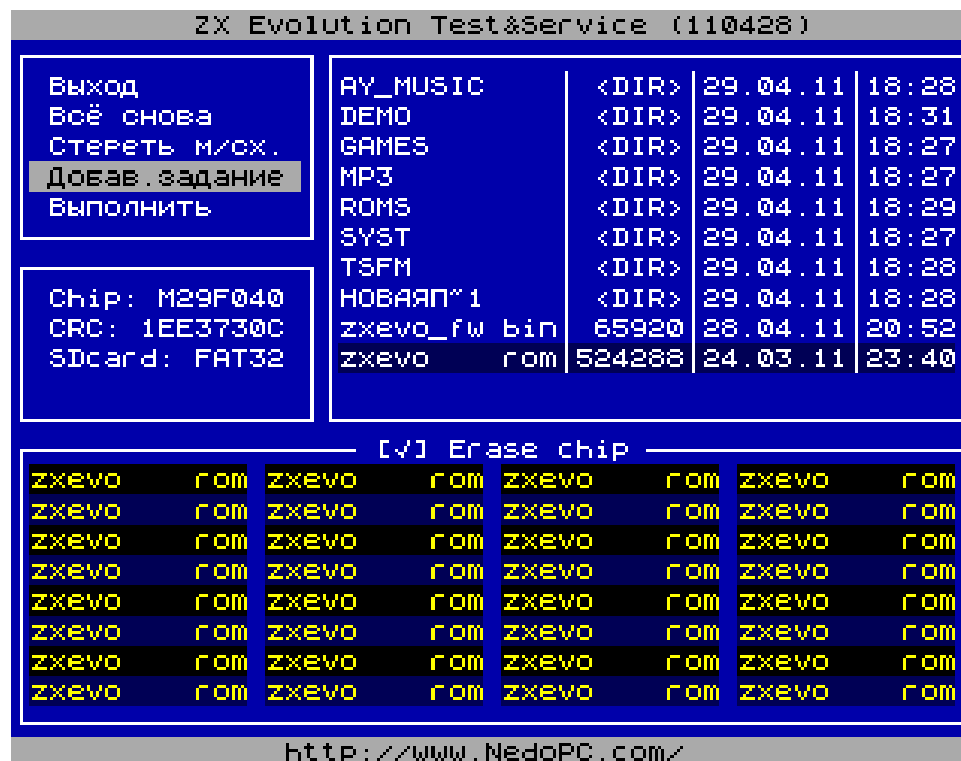 ZX Evolution Test&Service (110428)
Выход
Всё снова
Стереть м/сх.
Добав.задание
Выполнить
Chip: M29F040
CRC: 1EE3730C
SDcard: FAT32
AY_MUSIC <DIR> 29.04.11 18:28
DEMO <DIR> 29.04.11 18:31
GAMES <DIR> 29.04.11 18:27
MP3 <DIR> 29.04.11 18:27
ROMS <DIR> 29.04.11 18:29
SYST <DIR> 29.04.11 18:27
TSFM <DIR> 29.04.11 18:28
НОВАЯП~1 <DIR> 29.04.11 18:28
zxevo_fw bin 65920 28.04.11 20:52
zxevo rom 524288 24.03.11 23:40
[√] Erase chip
zxevo rom zxevo rom zxevo rom zxevo rom
zxevo rom zxevo rom zxevo rom zxevo rom
zxevo rom zxevo rom zxevo rom zxevo rom
zxevo rom zxevo rom zxevo rom zxevo rom
zxevo rom zxevo rom zxevo rom zxevo rom
zxevo rom zxevo rom zxevo rom zxevo rom
zxevo rom zxevo rom zxevo rom zxevo rom
zxevo rom zxevo rom zxevo rom zxevo rom
http://www.NedoPC.com/